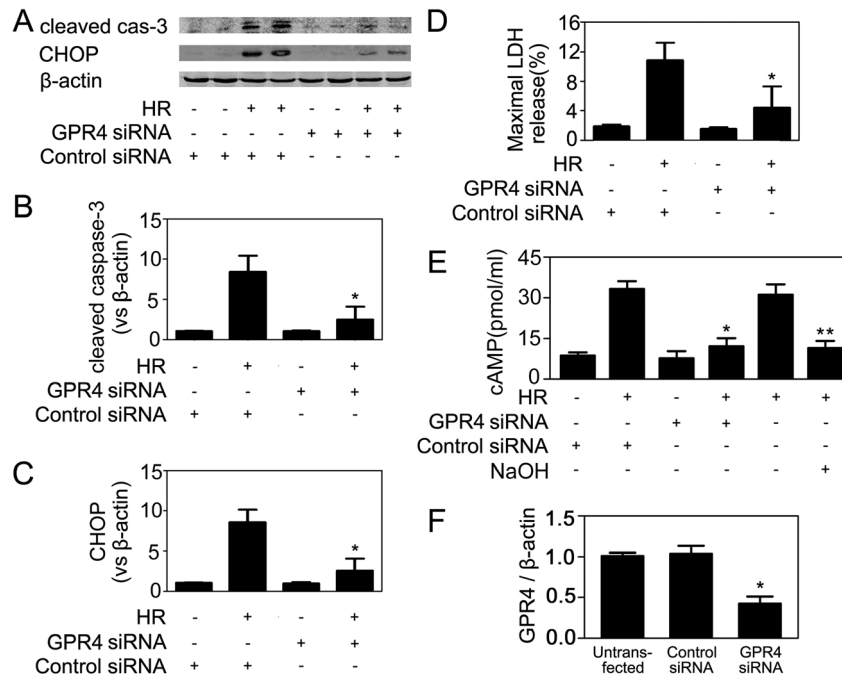 A
cleaved cas-3
CHOP
β-actin
HR - - + + - - + +
GPR4 siRNA - - - - + + + +
Control siRNA + + + + - - - -
B
cleaved caspase-3
(vs β-actin)
15
10
5
0
*
HR - + - +
GPR4 siRNA - - + +
Control siRNA + + - -
C
CHOP
(vs β-actin)
15
10
5
0
*
HR - + - +
GPR4 siRNA - - + +
Control siRNA + + - -
D
Maximal LDH
release(%)
16
12
8
4
0
*
HR - + - +
GPR4 siRNA - - + +
Control siRNA + + - -
E
cAMP(pmol/ml)
45
30
15
0
*
**
HR - + - + + +
GPR4 siRNA - - + + - -
Control siRNA + + - - - -
NaOH - - - - - +
F
GPR4 / β-actin
1.5
1.0
0.5
0.0
*
Untrans-
fected
Control
siRNA
GPR4
siRNA